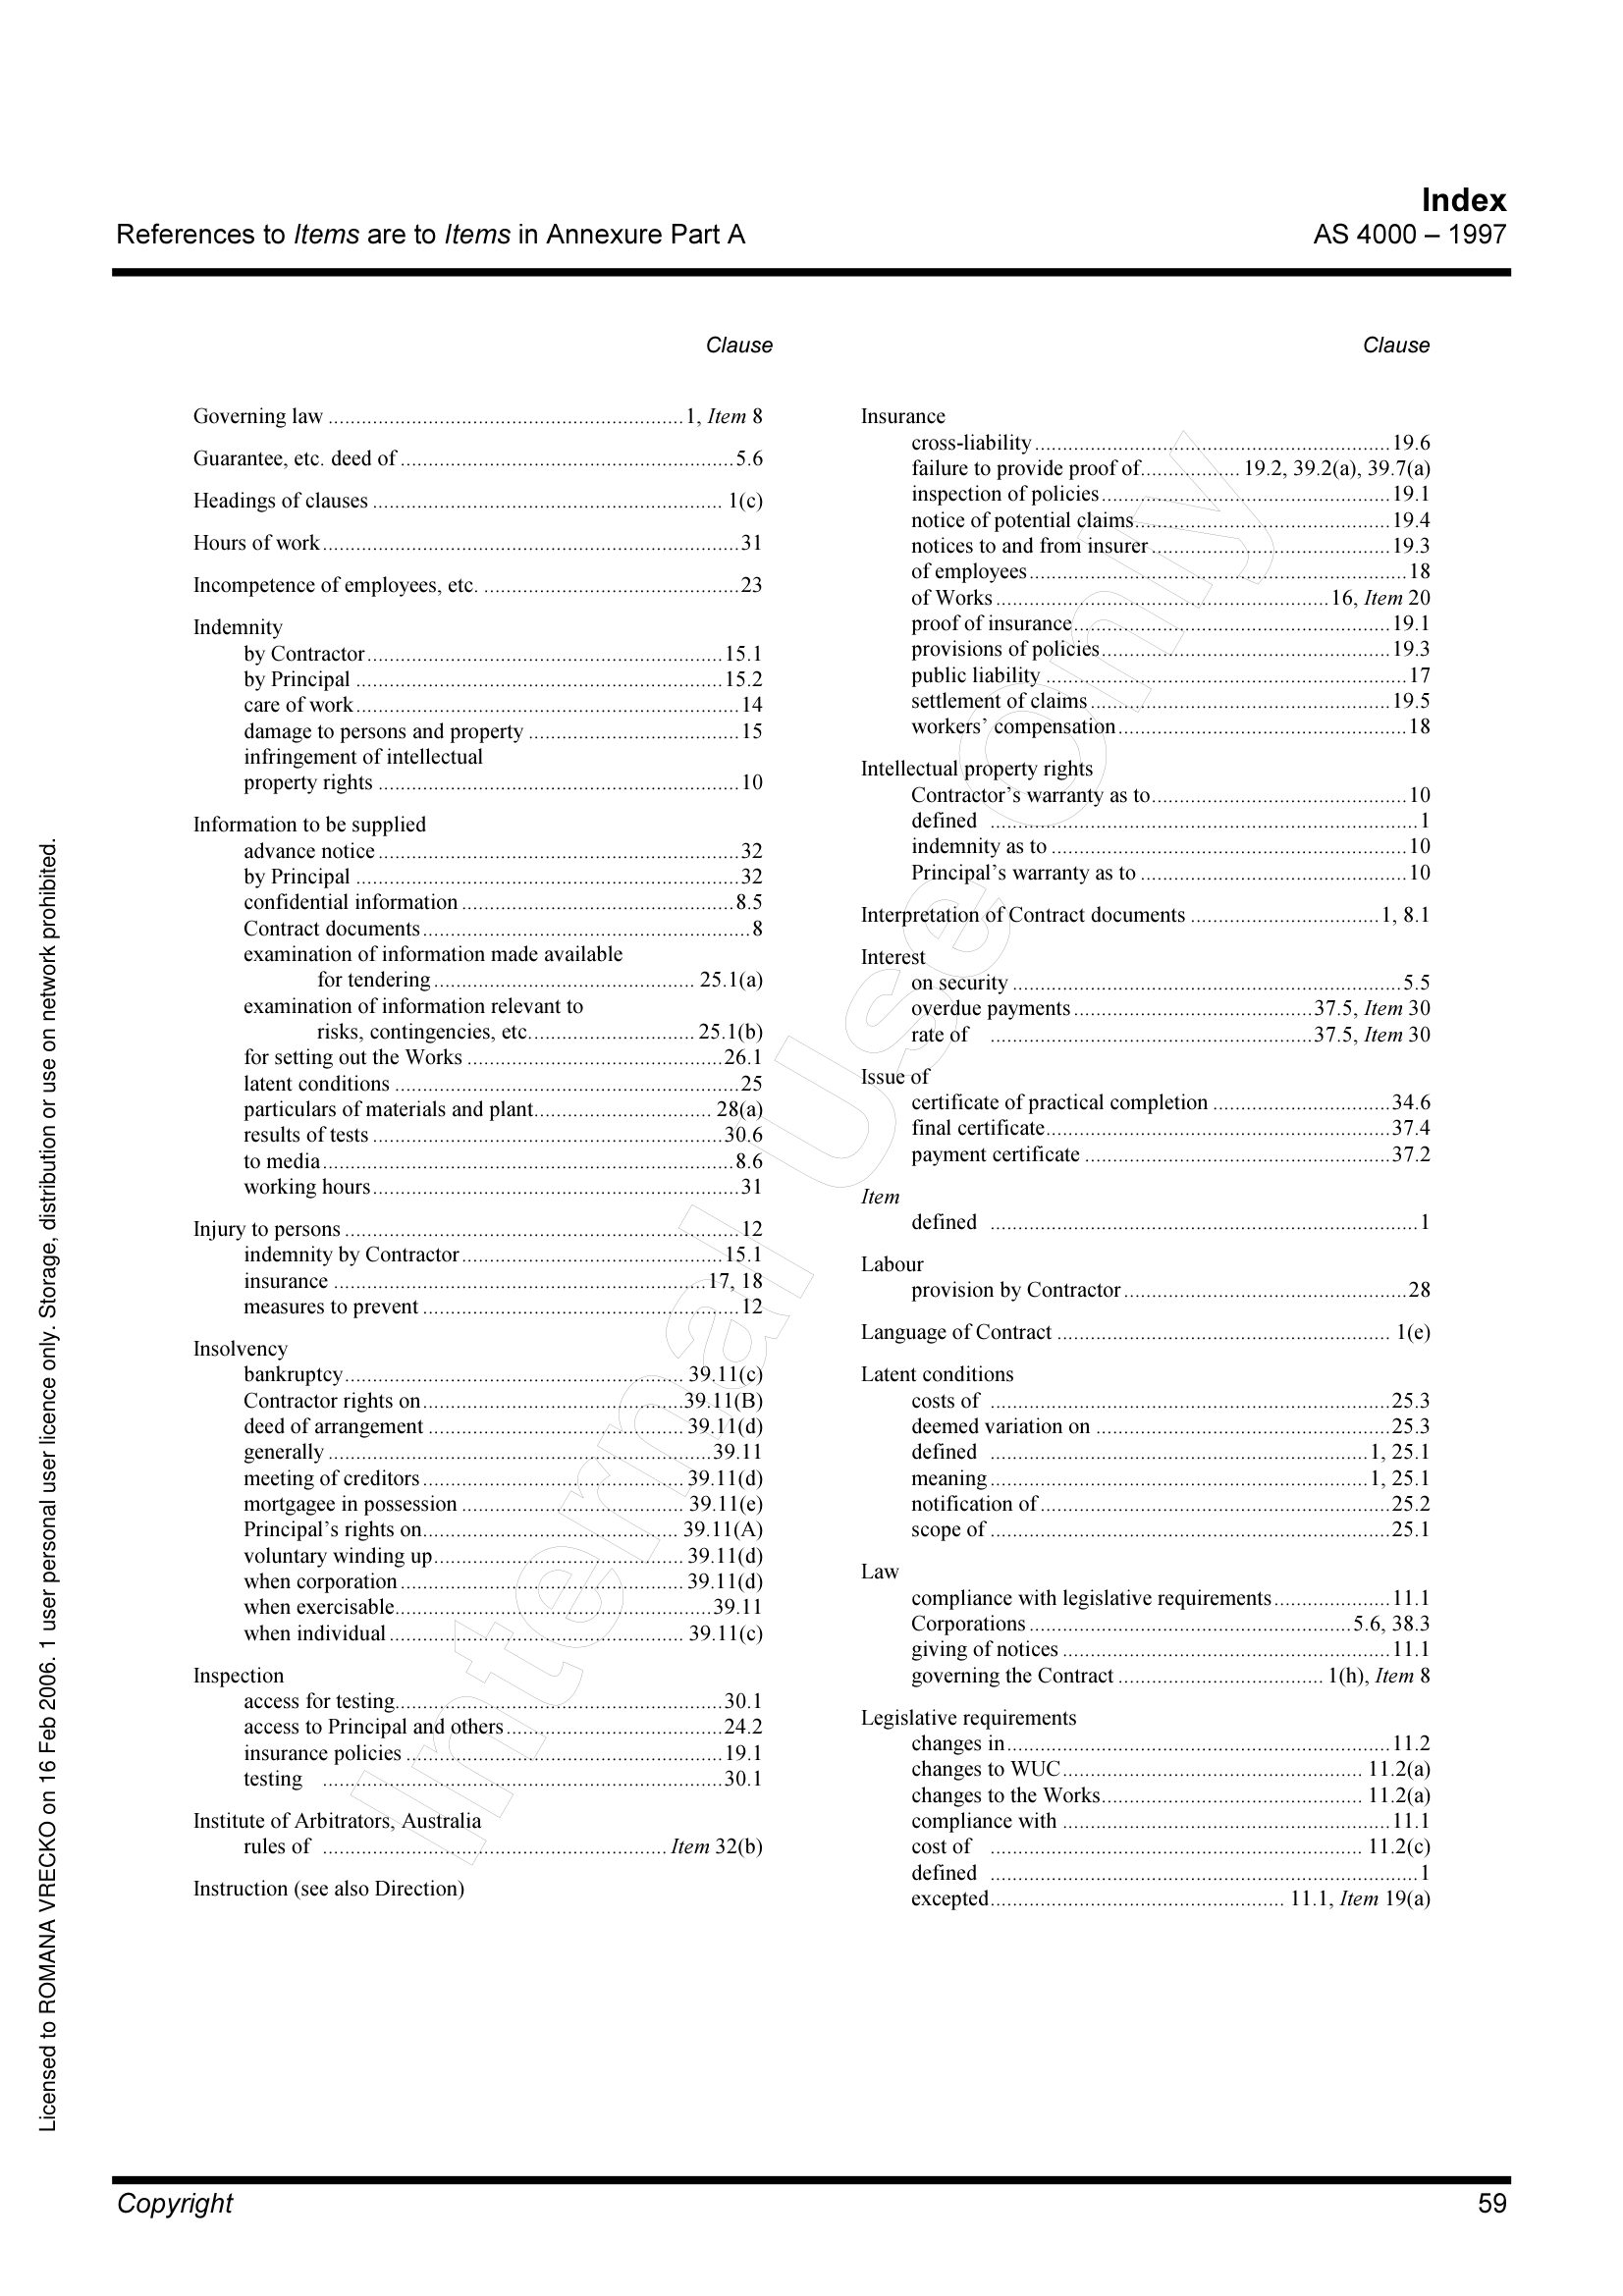 Index
References to Items are to Items in Annexure Part A
AS 4000 – 1997
Clause
Governing law ................................................................1, Item 8
Guarantee, etc. deed of ............................................................5.6
Headings of clauses ............................................................... 1(c)
Hours of work...........................................................................31
Incompetence of employees, etc. ..............................................23
Indemnity
by Contractor................................................................15.1
by Principal ..................................................................15.2
care of work.....................................................................14
damage to persons and property ......................................15
infringement of intellectual
property rights .................................................................10
Information to be supplied
advance notice.................................................................32
by Principal .....................................................................32
confidential information.................................................8.5
Contract documents...........................................................8
examination of information made available
for tendering............................................... 25.1(a)
examination of information relevant to
risks, contingencies, etc.............................. 25.1(b)
for setting out the Works ..............................................26.1
latent conditions ..............................................................25
particulars of materials and plant................................ 28(a)
results of tests ...............................................................30.6
to media..........................................................................8.6
working hours..................................................................31
Injury to persons.......................................................................12
indemnity by Contractor...............................................15.1
insurance ...................................................................17, 18
measures to prevent .........................................................12
Insolvency
bankruptcy............................................................. 39.11(c)
Contractor rights on...............................................39.11(B)
deed of arrangement .............................................. 39.11(d)
generally .....................................................................39.11
meeting of creditors............................................... 39.11(d)
mortgagee in possession ........................................ 39.11(e)
Principal’s rights on.............................................. 39.11(A)
voluntary winding up............................................. 39.11(d)
when corporation................................................... 39.11(d)
when exercisable.........................................................39.11
when individual..................................................... 39.11(c)
Inspection
access for testing...........................................................30.1
access to Principal and others.......................................24.2
insurance policies .........................................................19.1
testing ........................................................................30.1
Institute of Arbitrators, Australia
rules of .............................................................. Item 32(b)
Instruction (see also Direction)
Clause
Insurance
cross-liability................................................................19.6
failure to provide proof of.................. 19.2, 39.2(a), 39.7(a)
inspection of policies....................................................19.1
notice of potential claims..............................................19.4
notices to and from insurer...........................................19.3
of employees....................................................................18
of Works............................................................16, Item 20
proof of insurance.........................................................19.1
provisions of policies....................................................19.3
public liability .................................................................17
settlement of claims......................................................19.5
workers’ compensation....................................................18
Intellectual property rights
Contractor’s warranty as to..............................................10
defined .............................................................................1
indemnity as to ................................................................10
Principal’s warranty as to ................................................10
Interpretation of Contract documents ..................................1, 8.1
Interest
on security ......................................................................5.5
overdue payments...........................................37.5, Item 30
rate of ..........................................................37.5, Item 30
Issue of
certificate of practical completion ................................34.6
final certificate..............................................................37.4
payment certificate .......................................................37.2
Item
defined .............................................................................1
Labour
provision by Contractor...................................................28
Language of Contract ............................................................ 1(e)
Latent conditions
costs of ........................................................................25.3
deemed variation on .....................................................25.3
defined ....................................................................1, 25.1
meaning....................................................................1, 25.1
notification of...............................................................25.2
scope of ........................................................................25.1
Law
compliance with legislative requirements.....................11.1
Corporations..........................................................5.6, 38.3
giving of notices ...........................................................11.1
governing the Contract ..................................... 1(h), Item 8
Legislative requirements
changes in.....................................................................11.2
changes to WUC...................................................... 11.2(a)
changes to the Works............................................... 11.2(a)
compliance with ...........................................................11.1
cost of ................................................................... 11.2(c)
defined .............................................................................1
excepted..................................................... 11.1, Item 19(a)
Internal Use Only
Licensed to ROMANA VRECKO on 16 Feb 2006. 1 user personal user licence only. Storage, distribution or use on network prohibited.
Copyright
59